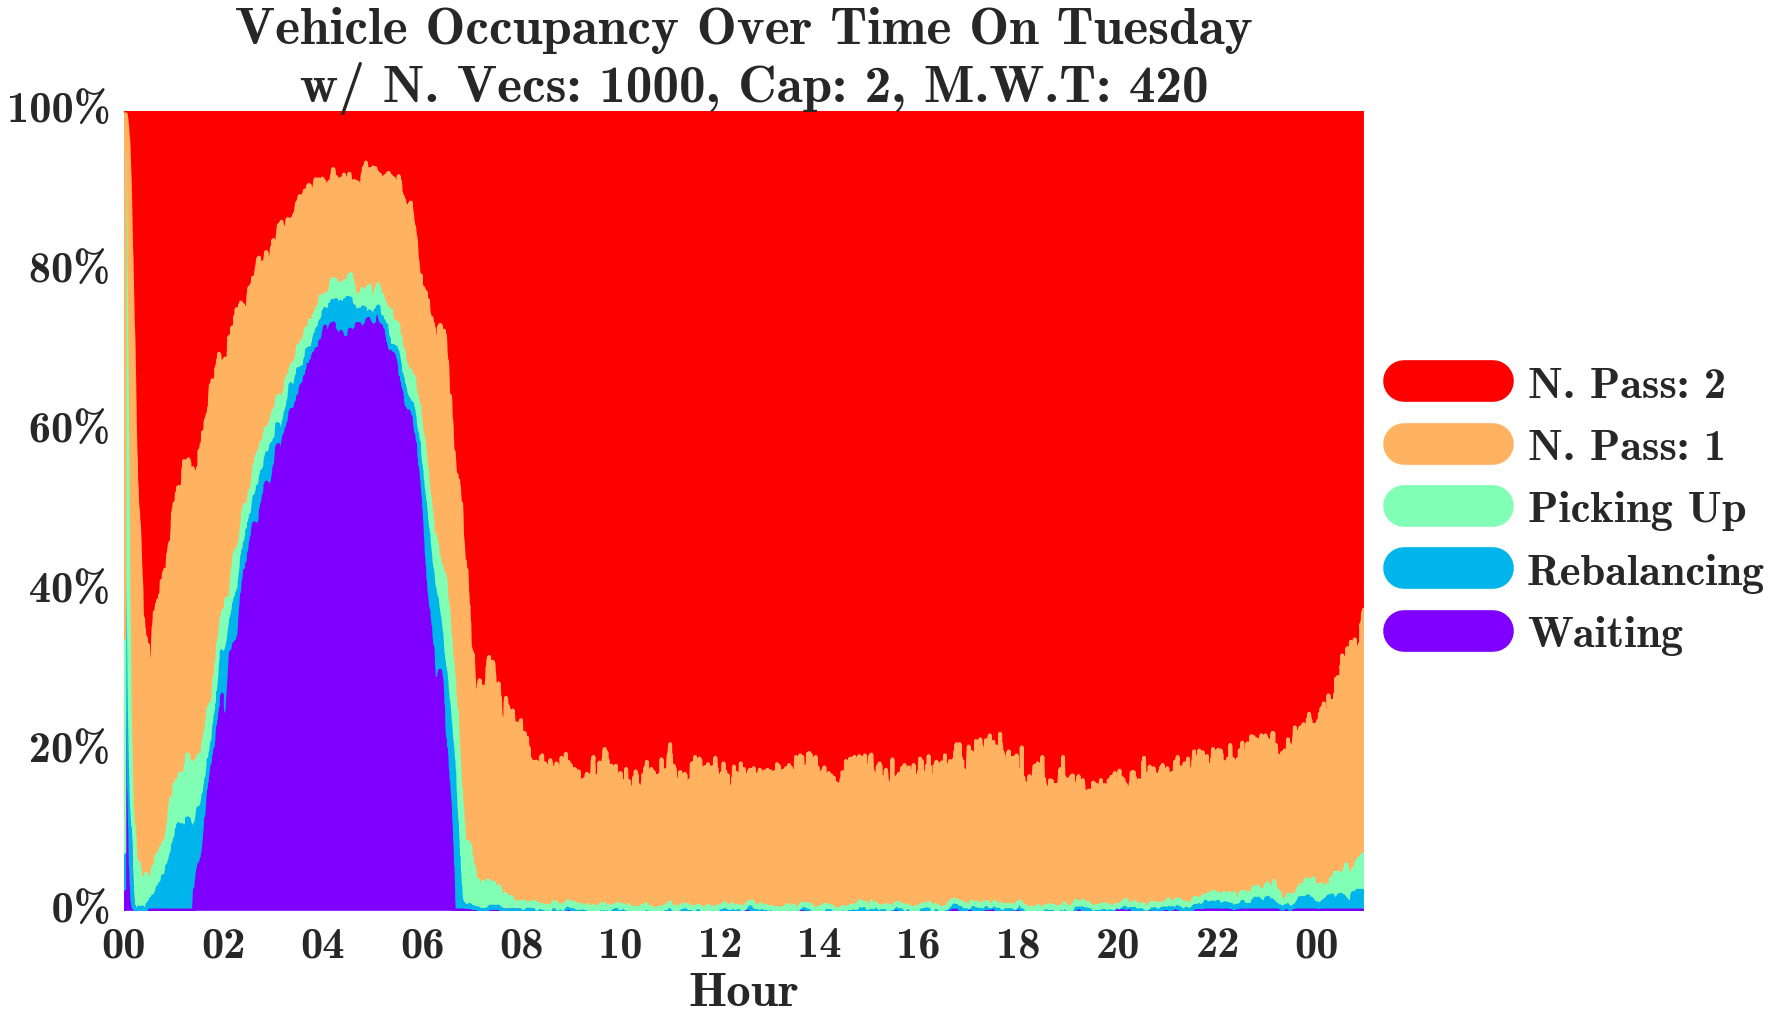 Vehicle Occupancy Over Time On Tuesday
w/ N. Vecs: 1000, Cap: 2, M.W.T: 420
100%
80%
60%
40%
20%
0%
00 02 04 06 08 10 12 14 16 18 20 22 00
Hour
N. Pass: 2
N. Pass: 1
Picking Up
Rebalancing
Waiting